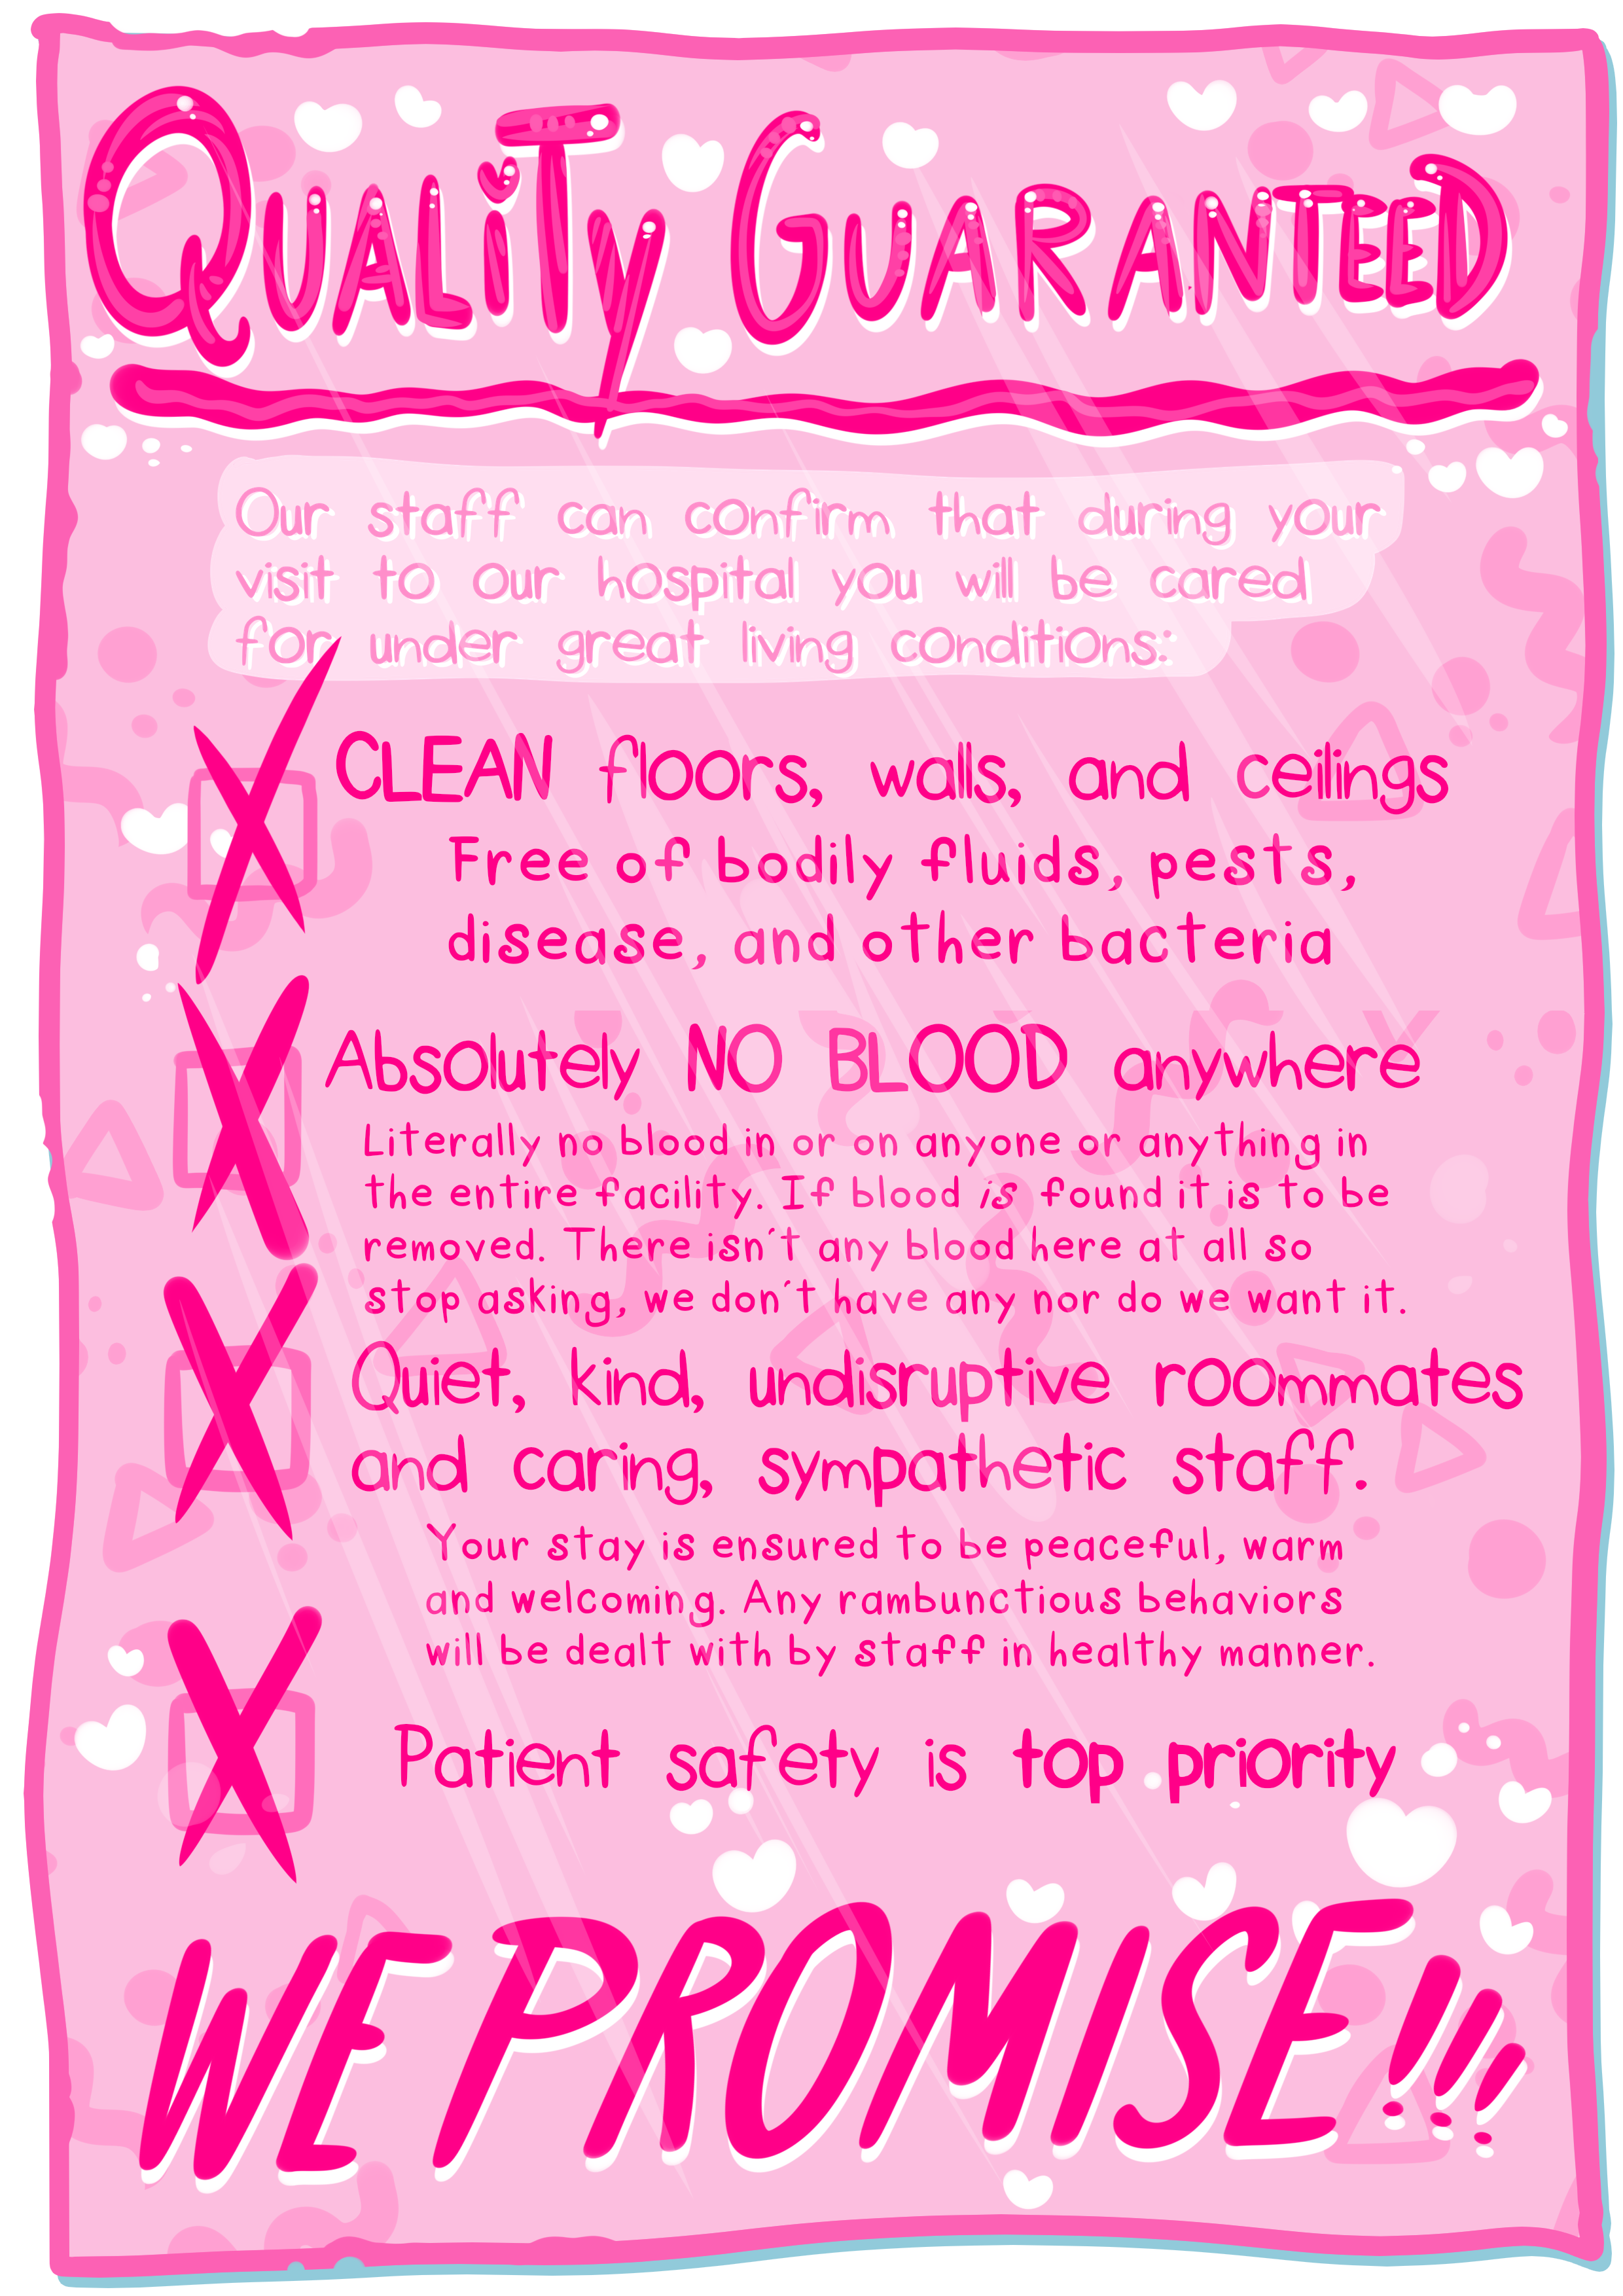 QUALiTy GUARANTEED
Our staff can confirm that during your
visit to our hospital you will be cared
for under great living conditions:
CLEAN floors, walls, and ceilings
Free of bodily fluids, pests,
disease, and other bacteria
Absolutely NO BLOOD anywhere
Literally no blood in or on anyone or anything in
the entire facility. If blood is found it is to be
removed. There isn't any blood here at all so
stop asking, we don't have any nor do we want it.
Quiet, kind, undisruptive roommates
and caring, sympathetic staff.
Your stay is ensured to be peaceful, warm
and welcoming. Any rambunctious behaviors
will be dealt with by staff in healthy manner.
Patient safety is top priority
WE PROMISE!!!